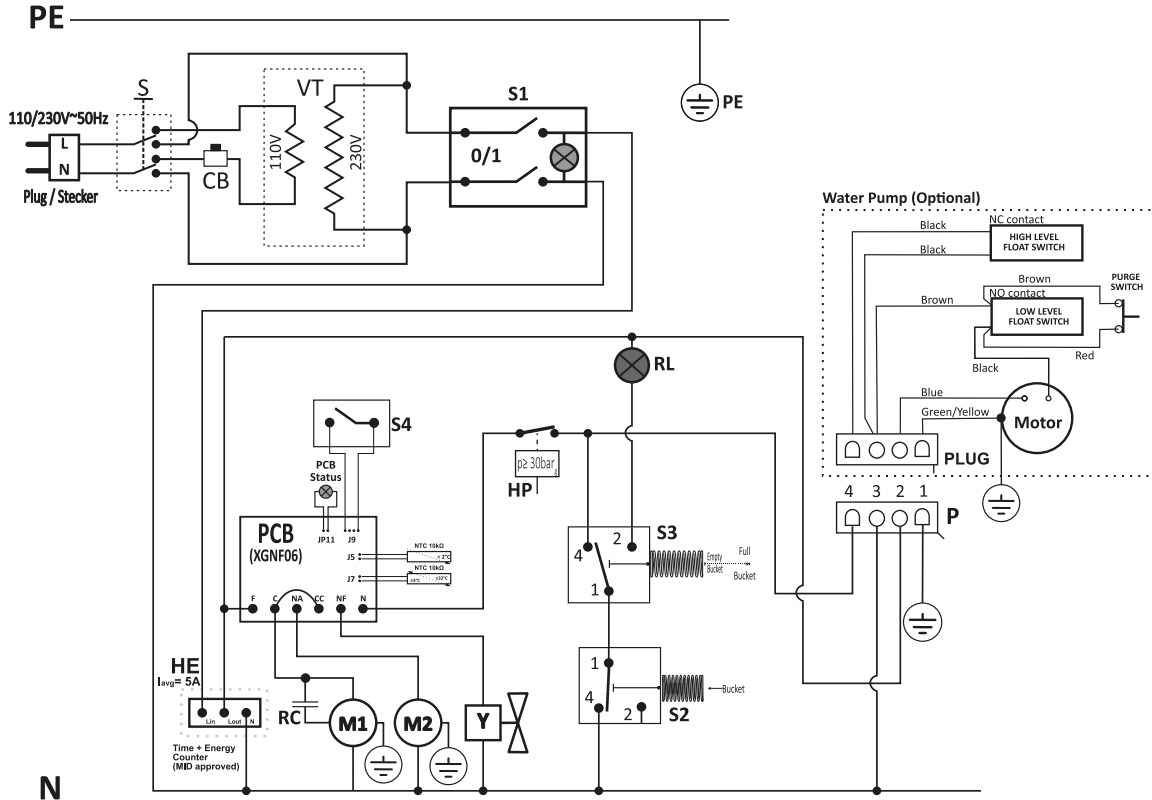 PE
PE
S
VT
S1
110/230V~50Hz
L
N
Plug / Stecker
CB
110V
230V
0/1
Water Pump (Optional)
NC contact
Black
HIGH LEVEL
FLOAT SWITCH
Black
Brown
PURGE
SWITCH
NO contact
Brown
LOW LEVEL
FLOAT SWITCH
Red
Black
RL
Blue
Green/Yellow
Motor
PLUG
4 3 2 1
P
S4
PCB
Status
p≥ 30bar
HP
PCB
(XGNF06)
JP11 J9
J5
NTC 10kΩ
< 2°C
J7
NTC 10kΩ
F C NA CC NF N
S3
4
2
1
Empty
Bucket
Full
Bucket
1
4
2
S2
Bucket
HE
Iavg= 5A
Lin Lout N
Time + Energy
Counter
(MID approved)
RC
M1
M2
Y
N